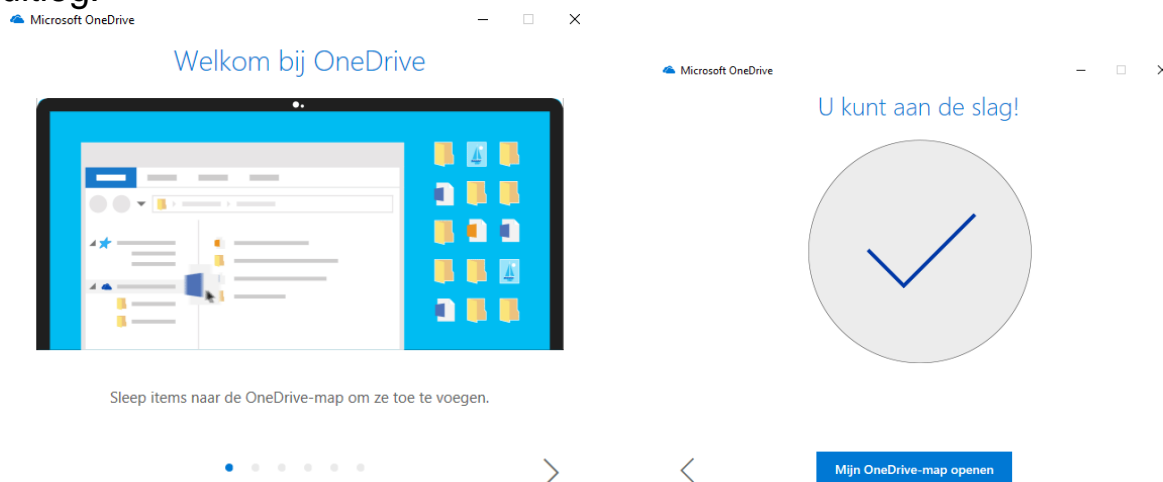 Microsoft OneDrive
Welkom bij OneDrive
Sleep items naar de OneDrive-map om ze toe te voegen.
Microsoft OneDrive
U kunt aan de slag!
Mijn OneDrive-map openen